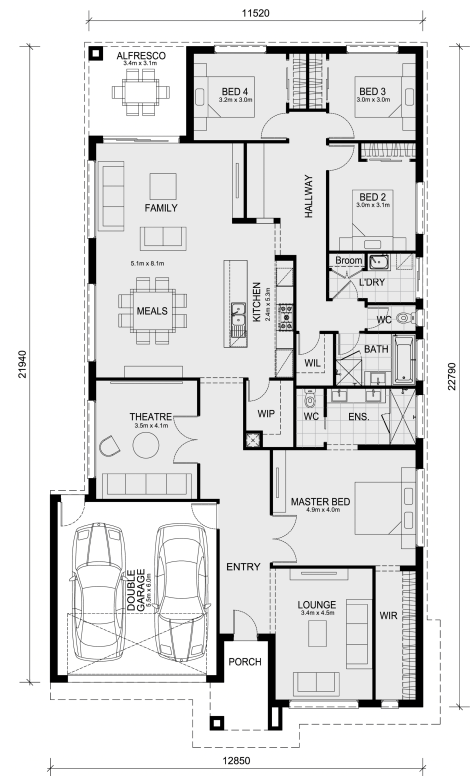 11520
ALFRESCO
3.4m x 3.1m
BED 4
3.2m x 3.0m
BED 3
3.0m x 3.0m
HALLWAY
BED 2
3.0m x 3.1m
FAMILY
5.1m x 8.1m
Broom
L'DRY
KITCHEN
2.4m x 5.3m
MEALS
WC
BATH
WIL
21940
22790
THEATRE
3.5m x 4.1m
WIP
WC
ENS.
MASTER BED
4.9m x 4.0m
DOUBLE
GARAGE
5.5m x 6.0m
ENTRY
LOUNGE
3.4m x 4.5m
WIR
PORCH
12850